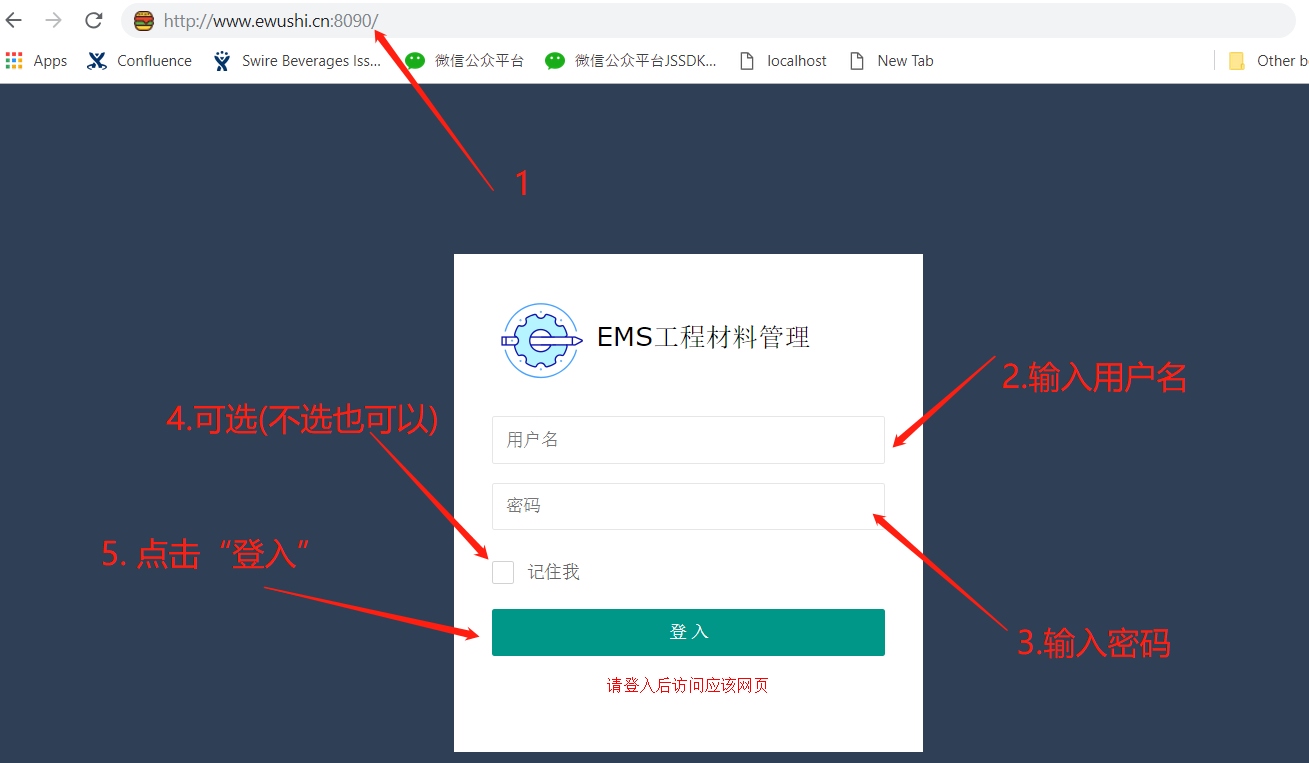 http://www.ewushi.cn:8090/
Apps Confluence Swire Beverages Iss... 微信公众平台 微信公众平台JSSDK... localhost New Tab Other b
1
EMS工程材料管理
2.输入用户名
4.可选(不选也可以)
用户名
密码
5. 点击“登入”
记住我
登 入
3.输入密码
请登入后访问应该网页